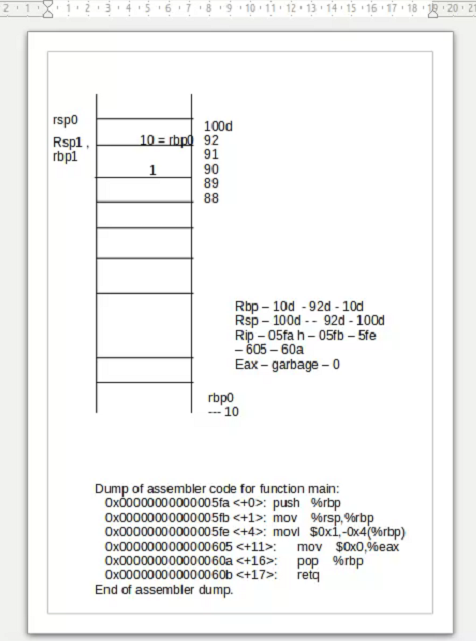 2 1 1 2 3 4 5 6 7 8 9 10 11 12 13 14 15 16 17 18 19 20 21
rsp0
100d
Rsp1 , 10 = rbp0 92
rbp1 91
1 90
89
88
Rbp – 10d - 92d - 10d
Rsp – 100d - - 92d - 100d
Rip – 05fa h – 05fb – 5fe
– 605 – 60a
Eax – garbage – 0
rbp0
--- 10
Dump of assembler code for function main:
0x00000000000005fa <+0>: push %rbp
0x00000000000005fb <+1>: mov %rsp,%rbp
0x00000000000005fe <+4>: movl $0x1,-0x4(%rbp)
0x0000000000000605 <+11>: mov $0x0,%eax
0x000000000000060a <+16>: pop %rbp
0x000000000000060b <+17>: retq
End of assembler dump.